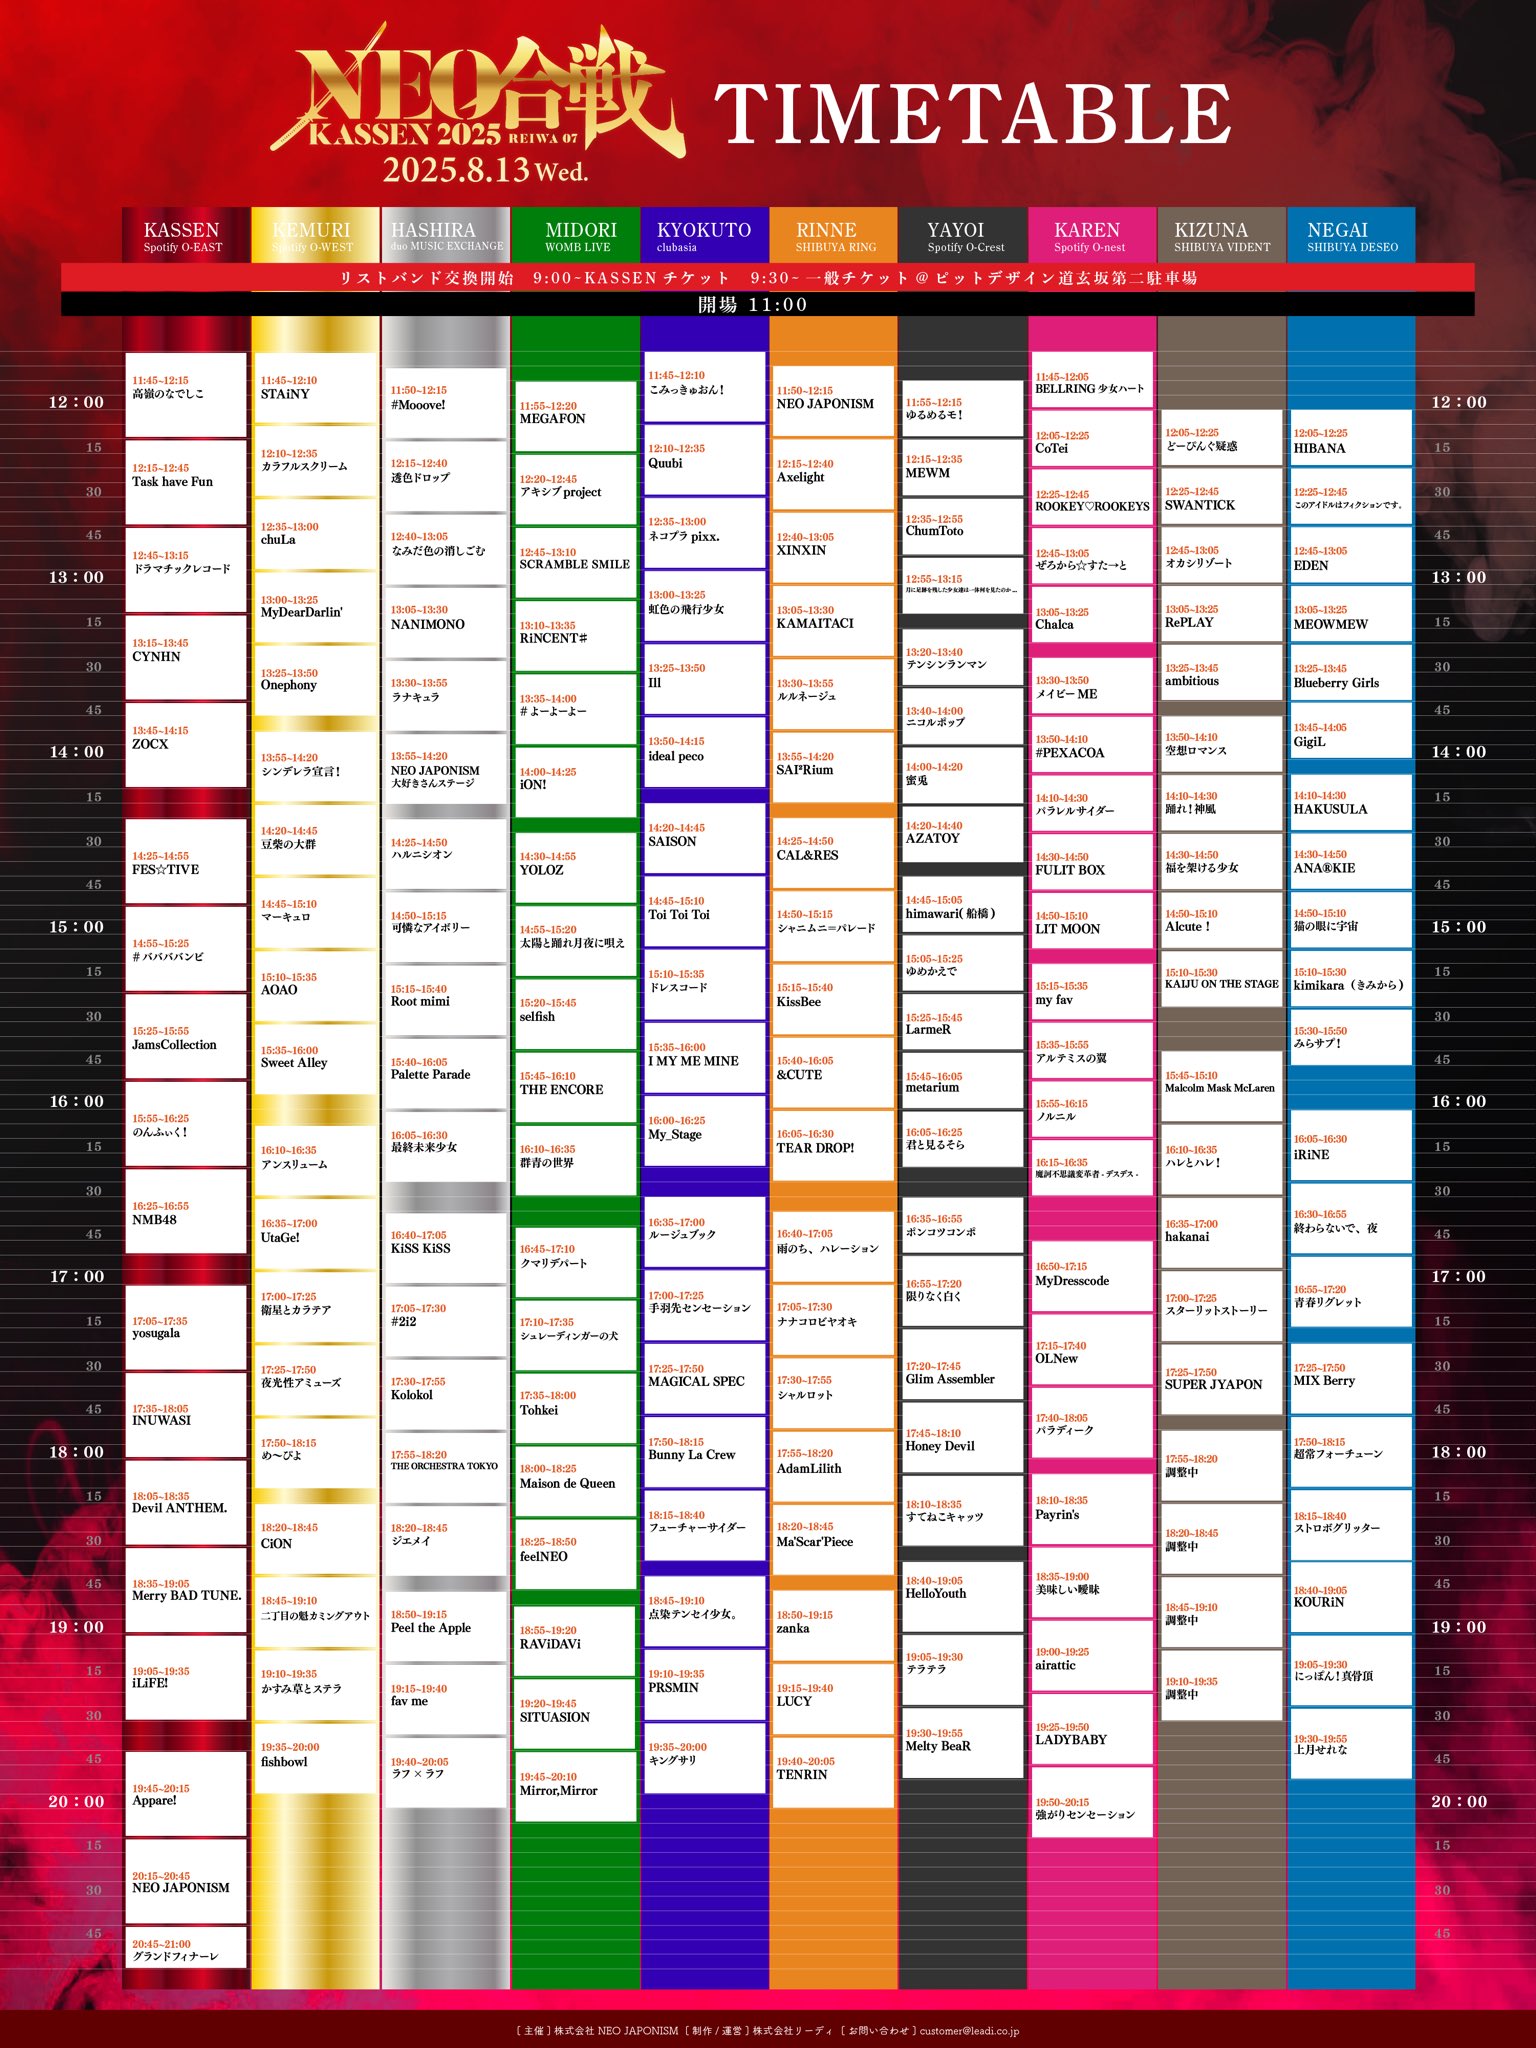 NEO合戦
KASSEN 2025 REIWA 07
2025.8.13 Wed.
TIMETABLE
KASSEN
Spotify O-EAST
KEMURI
Spotify O-WEST
HASHIRA
duo MUSIC EXCHANGE
MIDORI
WOMB LIVE
KYOKUTO
clubasia
RINNE
SHIBUYA RING
YAYOI
Spotify O-Crest
KAREN
Spotify O-nest
KIZUNA
SHIBUYA VIDENT
NEGAI
SHIBUYA DESEO
リストバンド交換開始 9:00~KASSENチケット 9:30~一般チケット@ピットデザイン道玄坂第二駐車場
開場 11:00
12:00
15
30
45
13:00
15
30
45
14:00
15
30
45
15:00
15
30
45
16:00
15
30
45
17:00
15
30
45
18:00
15
30
45
19:00
15
30
45
20:00
15
30
45
11:45~12:15
高嶺のなでしこ
12:15~12:45
Task have Fun
12:45~13:15
ドラマチックレコード
13:15~13:45
CYNHN
13:45~14:15
ZOCX
14:25~14:55
FES☆TIVE
14:55~15:25
#ババババンビ
15:25~15:55
JamsCollection
15:55~16:25
のんふぃく!
16:25~16:55
NMB48
17:05~17:35
yosugala
17:35~18:05
INUWASI
18:05~18:35
Devil ANTHEM.
18:35~19:05
Merry BAD TUNE.
19:05~19:35
iLiFE!
19:45~20:15
Appare!
20:15~20:45
NEO JAPONISM
20:45~21:00
グランドフィナーレ
11:45~12:10
STAiNY
12:10~12:35
カラフルスクリーム
12:35~13:00
chuLa
13:00~13:25
MyDearDarlin'
13:25~13:50
Onephony
13:55~14:20
シンデレラ宣言!
14:20~14:45
豆柴の大群
14:45~15:10
マーキュロ
15:10~15:35
AOAO
15:35~16:00
Sweet Alley
16:10~16:35
アンスリューム
16:35~17:00
UtaGe!
17:00~17:25
衛星とカラテア
17:25~17:50
夜光性アミューズ
17:50~18:15
め~ぴよ
18:20~18:45
CiON
18:45~19:10
二丁目の魁カミングアウト
19:10~19:35
かすみ草とステラ
19:35~20:00
fishbowl
11:50~12:15
#Mooove!
12:15~12:40
透色ドロップ
12:40~13:05
なみだ色の消しごむ
13:05~13:30
NANIMONO
13:30~13:55
ラナキュラ
13:55~14:20
NEO JAPONISM
大好きさんステージ
14:25~14:50
ハルニシオン
14:50~15:15
可憐なアイボリー
15:15~15:40
Root mimi
15:40~16:05
Palette Parade
16:05~16:30
最終未来少女
16:40~17:05
KiSS KiSS
17:05~17:30
#2i2
17:30~17:55
Kolokol
17:55~18:20
THE ORCHESTRA TOKYO
18:20~18:45
ジエメイ
18:50~19:15
Peel the Apple
19:15~19:40
fav me
19:40~20:05
ラフ×ラフ
11:55~12:20
MEGAFON
12:20~12:45
アキシブproject
12:45~13:10
SCRAMBLE SMILE
13:10~13:35
RiNCENT#
13:35~14:00
#よーよーよー
14:00~14:25
iON!
14:30~14:55
YOLOZ
14:55~15:20
太陽と踊れ月夜に唄え
15:20~15:45
selfish
15:45~16:10
THE ENCORE
16:10~16:35
群青の世界
16:45~17:10
クマリデパート
17:10~17:35
シュレーディンガーの犬
17:35~18:00
Tohkei
18:00~18:25
Maison de Queen
18:25~18:50
feelNEO
18:55~19:20
RAViDAVi
19:20~19:45
SITUASION
19:45~20:10
Mirror,Mirror
11:45~12:10
こみっきゅおん!
12:10~12:35
Quubi
12:35~13:00
ネコプラpixx.
13:00~13:25
虹色の飛行少女
13:25~13:50
Ill
13:50~14:15
ideal peco
14:20~14:45
SAISON
14:45~15:10
Toi Toi Toi
15:10~15:35
ドレスコード
15:35~16:00
I MY ME MINE
16:00~16:25
My_Stage
16:35~17:00
ルージュブック
17:00~17:25
手羽先センセーション
17:25~17:50
MAGICAL SPEC
17:50~18:15
Bunny La Crew
18:15~18:40
フューチャーサイダー
18:45~19:10
点染テンセイ少女。
19:10~19:35
PRSMIN
19:35~20:00
キングサリ
11:50~12:15
NEO JAPONISM
12:15~12:40
Axelight
12:40~13:05
XINXIN
13:05~13:30
KAMAITACI
13:30~13:55
ルルネージュ
13:55~14:20
SAI²Rium
14:25~14:50
CAL&RES
14:50~15:15
シャニムニ=パレード
15:15~15:40
KissBee
15:40~16:05
&CUTE
16:05~16:30
TEAR DROP!
16:40~17:05
雨のち、ハレーション
17:05~17:30
ナナコロビヤオキ
17:30~17:55
シャルロット
17:55~18:20
AdamLilith
18:20~18:45
Ma'Scar'Piece
18:50~19:15
zanka
19:15~19:40
LUCY
19:40~20:05
TENRIN
11:55~12:15
ゆるめるモ!
12:15~12:35
MEWM
12:35~12:55
ChumToto
12:55~13:15
月に足跡を残した少女達は一体何を見たのか...
13:20~13:40
テンシンランマン
13:40~14:00
ニコルポップ
14:00~14:20
蜜兎
14:20~14:40
AZATOY
14:45~15:05
himawari(船橋)
15:05~15:25
ゆめかえで
15:25~15:45
LarmeR
15:45~16:05
metarium
16:05~16:25
君と見るそら
16:35~16:55
ポンコツコンポ
16:55~17:20
限りなく白く
17:20~17:45
Glim Assembler
17:45~18:10
Honey Devil
18:10~18:35
すてねこキャッツ
18:40~19:05
HelloYouth
19:05~19:30
テラテラ
19:30~19:55
Melty BeaR
11:45~12:05
BELLRING少女ハート
12:05~12:25
CoTei
12:25~12:45
ROOKEY♡ROOKEYS
12:45~13:05
ぜろから☆すた→と
13:05~13:25
Chalca
13:30~13:50
メイビーME
13:50~14:10
#PEXACOA
14:10~14:30
パラレルサイダー
14:30~14:50
FULIT BOX
14:50~15:10
LIT MOON
15:15~15:35
my fav
15:35~15:55
アルテミスの翼
15:55~16:15
ノルニル
16:15~16:35
魔訶不思議変革者-デスデス-
16:50~17:15
MyDresscode
17:15~17:40
OLNew
17:40~18:05
パラディーク
18:10~18:35
Payrin's
18:35~19:00
美味しい曖昧
19:00~19:25
airattic
19:25~19:50
LADYBABY
19:50~20:15
強がりセンセーション
12:05~12:25
どーぴんぐ疑惑
12:25~12:45
SWANTICK
12:45~13:05
オカシリゾート
13:05~13:25
RePLAY
13:25~13:45
ambitious
13:50~14:10
空想ロマンス
14:10~14:30
踊れ!神風
14:30~14:50
福を架ける少女
14:50~15:10
Alcute !
15:10~15:30
KAIJU ON THE STAGE
15:45~15:10
Malcolm Mask McLaren
16:10~16:35
ハレとハレ!
16:35~17:00
hakanai
17:00~17:25
スターリットストーリー
17:25~17:50
SUPER JYAPON
17:55~18:20
調整中
18:20~18:45
調整中
18:45~19:10
調整中
19:10~19:35
調整中
12:05~12:25
HIBANA
12:25~12:45
このアイドルはフィクションです。
12:45~13:05
EDEN
13:05~13:25
MEOWMEW
13:25~13:45
Blueberry Girls
13:45~14:05
GigiL
14:10~14:30
HAKUSULA
14:30~14:50
ANA®KIE
14:50~15:10
猫の眼に宇宙
15:10~15:30
kimikara(きみから)
15:30~15:50
みらサブ!
16:05~16:30
iRiNE
16:30~16:55
終わらないで、夜
16:55~17:20
青春リグレット
17:25~17:50
MIX Berry
17:50~18:15
超常フォーチューン
18:15~18:40
ストロボグリッター
18:40~19:05
KOURiN
19:05~19:30
にっぽん!真骨頂
19:30~19:55
上月せれな
12:00
15
30
45
13:00
15
30
45
14:00
15
30
45
15:00
15
30
45
16:00
15
30
45
17:00
15
30
45
18:00
15
30
45
19:00
15
30
45
20:00
15
30
45
[主催]株式会社 NEO JAPONISM [制作/運営]株式会社リーディ [お問い合わせ]customer@leadi.co.jp